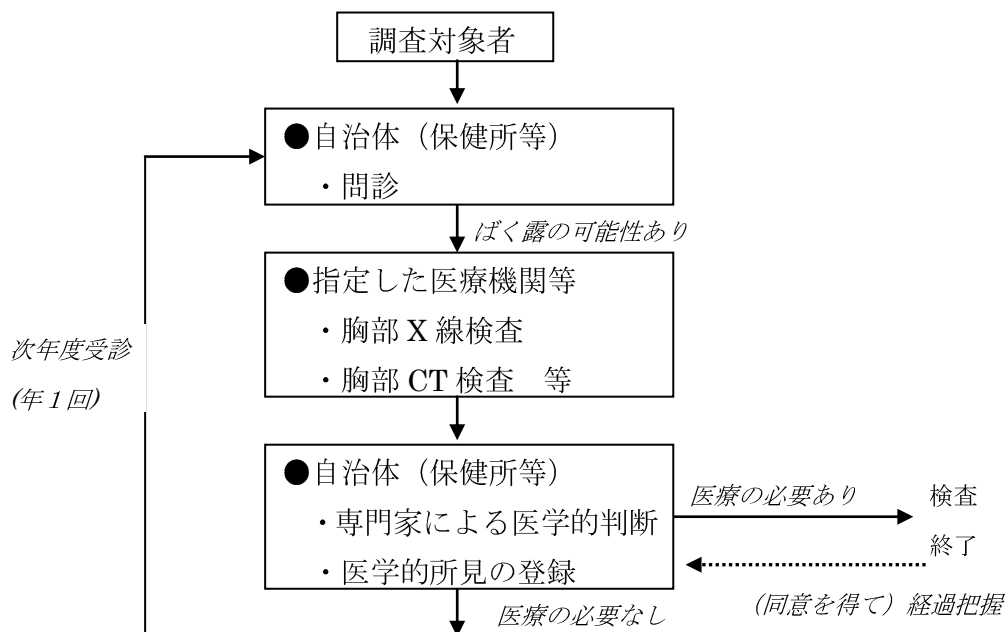 調査対象者
●自治体（保健所等）
・問診
ばく露の可能性あり
●指定した医療機関等
・胸部 X 線検査
・胸部 CT 検査　等
次年度受診
(年１回)
●自治体（保健所等）
・専門家による医学的判断
・医学的所見の登録
医療の必要あり
検査
終了
（同意を得て）経過把握
医療の必要なし